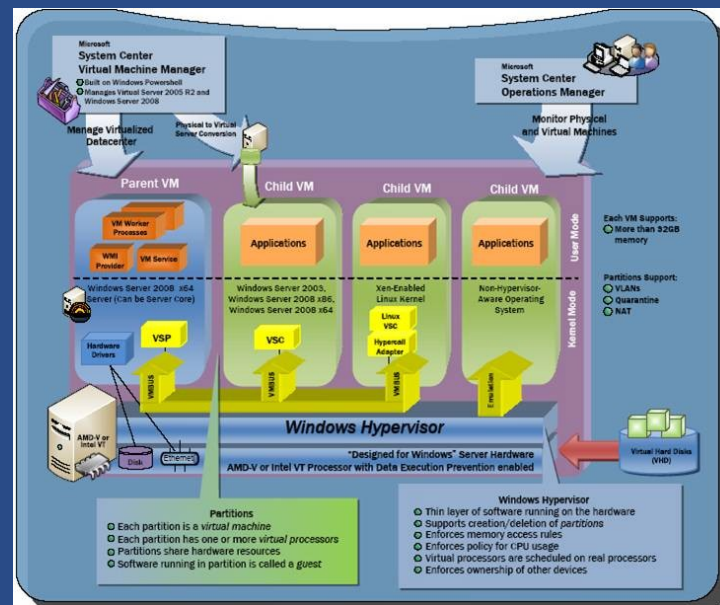 Microsoft
System Center
Virtual Machine Manager
Built on Windows Powershell
Manages Virtual Server 2005 R2 and
Windows Server 2008
Microsoft
System Center
Operations Manager
Manage Virtualized
Datacenter
Physical to Virtual
Server Conversion
Monitor Physical
and Virtual Machines
Parent VM
Child VM
Child VM
Child VM
VM Worker
Processes
WMI
Provider
VM Service
Applications
Applications
Applications
User Mode
Each VM Supports:
More than 32GB
memory
Windows Server 2008 x64
Server (Can be Server Core)
Windows Server 2003,
Windows Server 2008 x86,
Windows Server 2008 x64
Xen-Enabled
Linux Kernel
Non-Hypervisor-
Aware Operating
System
Kernel Mode
Partitions Support:
VLANs
Quarantine
NAT
Hardware
Drivers
VSP
VSC
Linux
VSC
Hypercall
Adapter
VMBUS
VMBUS
VMBUS
Emulation
Windows Hypervisor
AMD-V or
Intel VT
Disk
Ethernet
"Designed for Windows" Server Hardware
AMD-V or Intel VT Processor with Data Execution Prevention enabled
Virtual Hard Disks
(VHD)
Partitions
Each partition is a virtual machine
Each partition has one or more virtual processors
Partitions share hardware resources
Software running in partition is called a guest
Windows Hypervisor
Thin layer of software running on the hardware
Supports creation/deletion of partitions
Enforces memory access rules
Enforces policy for CPU usage
Virtual processors are scheduled on real processors
Enforces ownership of other devices